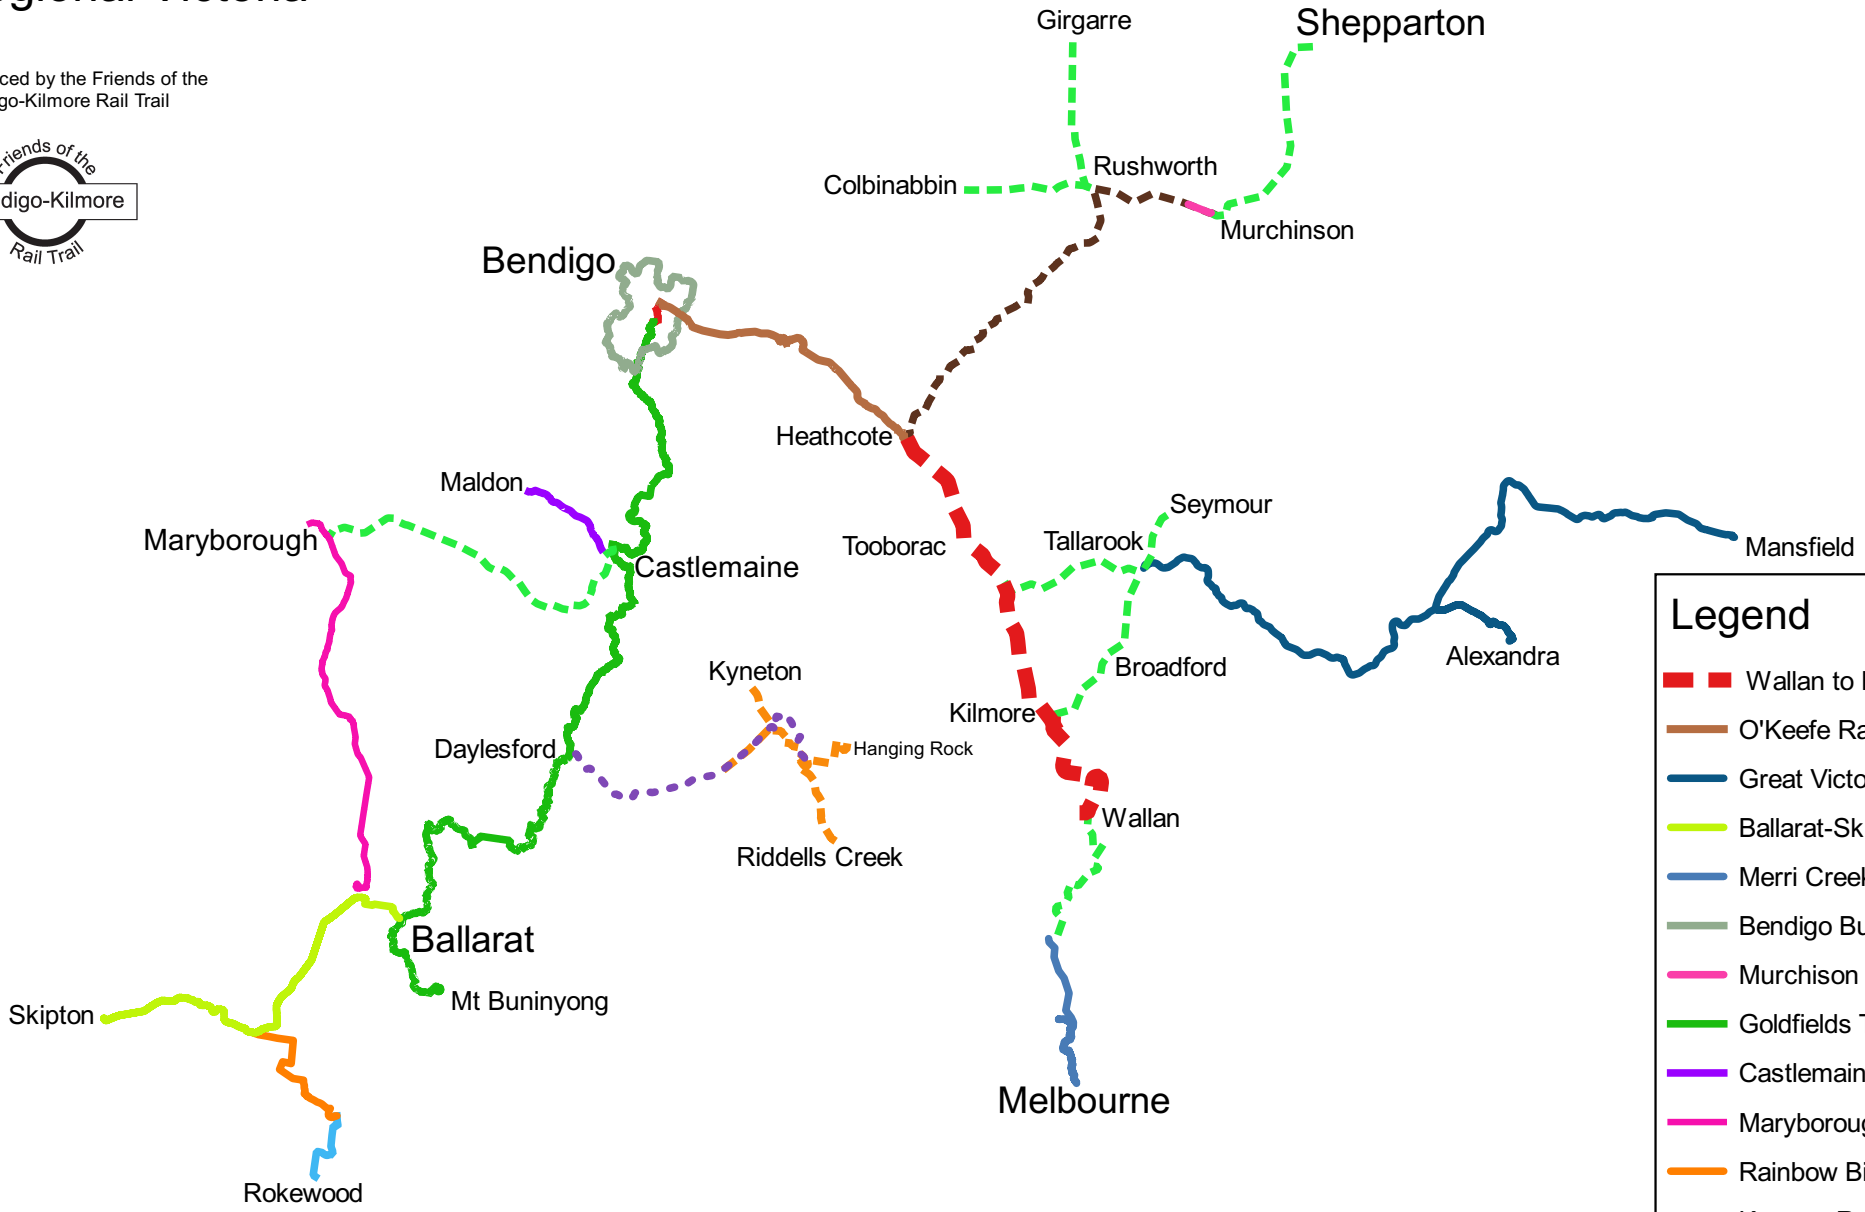 Regional Victoria
ced by the Friends of the
go-Kilmore Rail Trail
Friends of the
digo-Kilmore
Rail Trail
Girgarre
Shepparton
Rushworth
Colbinabbin
Murchinson
Bendigo
Heathcote
Maldon
Seymour
Maryborough
Tooborac
Tallarook
Mansfield
Castlemaine
Legend
Alexandra
Broadford
Kyneton
Kilmore
Daylesford
Hanging Rock
Wallan
Riddells Creek
Ballarat
Mt Buninyong
Skipton
Melbourne
Rokewood
Wallan to
O'Keefe Ra
Great Victo
Ballarat-Sk
Merri Creek
Bendigo Bu
Murchison
Goldfields T
Castlemain
Maryboroug
Rainbow Bi